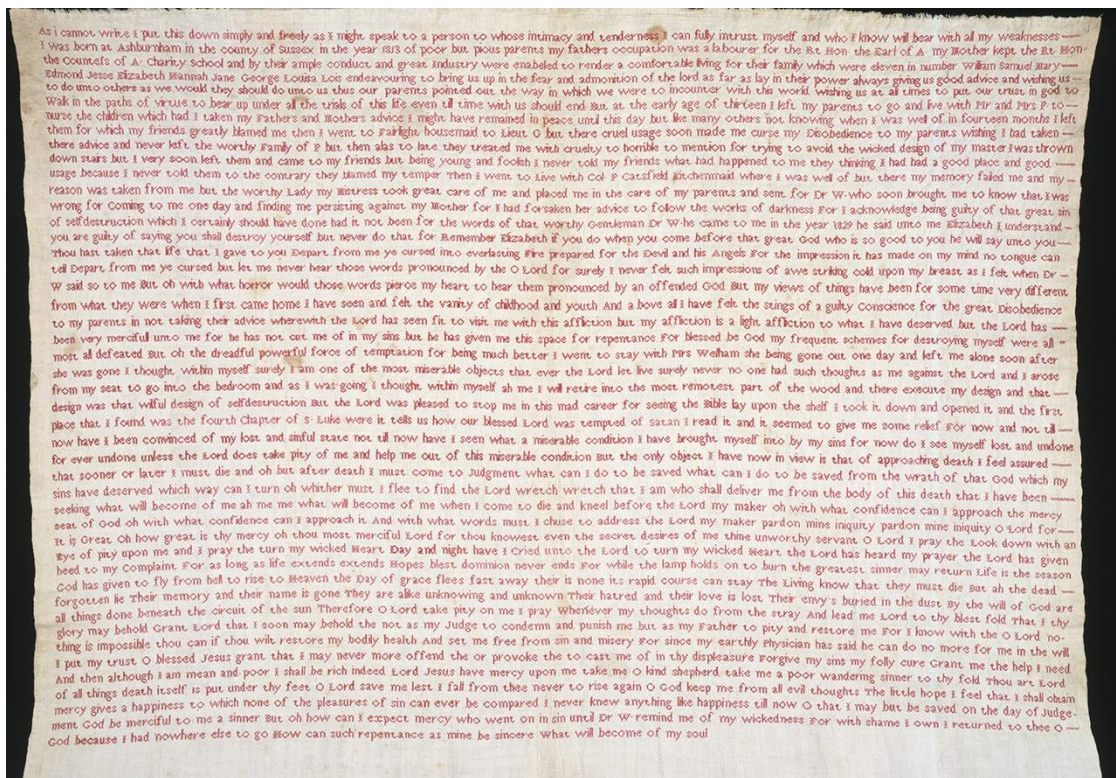 As i cannot write I put this down simply and freely as I might speak to a person to whose intimacy and tenderness I can fully intrust myself and who I know will bear with all my weaknesses
I was born at Ashburnham in the county of Sussex in the year 1813 of poor but pious parents my fathers occupation was a labourer for the Rt Hon the Earl of A my Mother kept the Rt Hon
the Countess of A Charity School and by their ample conduct and great Industry were enabeled to render a comfortable living for their family which were eleven in number William Samuel Mary
Edmond Jesse Elizabeth Hannah Jane George Louisa Lois endeavouring to bring us up in the fear and admonition of the lord as far as lay in their power always giving us good advice and wishing us
to do unto others as we would they should do unto us thus our parents pointed out the way in which we were to incounter with this world wishing us at all times to put our trust in god to
Walk in the paths of virtue to bear up under all the trials of this life even till time with us should end But at the early age of thirteen I left my parents to go and live with Mr and Mrs P to
nurse the children which had I taken my Fathers and Mothers advice I might have remained in peace until this day but like many others not knowing when I was well of in fourteen months I left
them for which my friends greatly blamed me then I went to Fairlight housemaid to Lieut G but there cruel usage soon made me curse my Disobedience to my parents wishing I had taken
there advice and never left the worthy Family of P but then alas to late they treated me with cruelty to horrible to mention for trying to avoid the wicked design of my master I was thrown
down stairs but I very soon left them and came to my friends but being young and foolish I never told my friends what had happened to me they thinking I had had a good place and good
usage because I never told them to the contrary they blamed my temper Then I went to Live with Col P Catsfield kitchenmaid where I was well of but there my memory failed me and my
reason was taken from me but the worthy Lady my Mistress took great care of me and placed me in the care of my parents and sent for Dr W who soon brought me to know that I was
wrong for Coming to me one day and finding me persisting against my Mother for I had forsaken her advice to follow the works of darkness For I acknowledge being guilty of that great sin
of selfdestruction which I certainly should have done had it not been for the words of that worthy Gentleman Dr W he came to me in the year 1829 he said unto me Elizabeth I understand
you are guilty of saying you shall destroy yourself but never do that for Remember Elizabeth if you do when you come before that great God who is so good to you he will say unto you
Thou hast taken that life that I gave to you Depart from me ye cursed into everlasting Fire prepared for the Devil and his Angels For the impression it has made on my mind no tongue can
tell Depart from me ye cursed but let me never hear those words pronounced by the O Lord for surely I never felt such impressions of awe striking cold upon my breast as I felt when Dr
W said so to me But oh with what horror would those words pierce my heart to hear them pronounced by an offended God But my views of things have been for some time very different
from what they were when I first came home I have seen and felt the vanity of childhood and youth And a bove all I have felt the stings of a guilty Conscience for the great Disobedience
to my parents in not taking their advice wherewith the Lord has seen fit to visit me with this affliction but my affliction is a light affliction to what I have deserved but the Lord has
been very merciful unto me for he has not cut me of in my sins but he has given me this space for repentance For blessed be God my frequent schemes for destroying myself were all
most all defeated But oh the dreadful powerful force of temptation for being much better I went to stay with Mrs Welham she being gone out one day and left me alone soon after
she was gone I thought within myself surely I am one of the most miserable objects that ever the Lord let live surely never no one had such thoughts as me against the Lord and I arose
from my seat to go into the bedroom and as I was going I thought within myself ah me I will retire into the most remotest part of the wood and there execute my design and that
design was that wilful design of selfdestruction But the Lord was pleased to stop me in this mad career for seeing the Bible lay upon the shelf I took it down and opened it and the first
place that I found was the fourth Chapter of S. Luke were it tells us how our blessed Lord was tempted of satan I read it and it seemed to give me some relief For now and not till
now have I been convinced of my lost and sinful state not till now have I seen what a miserable condition I have brought myself into by my sins for now do I see myself lost and undone
for ever undone unless the Lord does take pity of me and help me out of this miserable condition But the only object I have now in view is that of approaching death I feel assured
that sooner or later I must die and oh but after death I must come to Judgment what can I do to be saved what can I do to be saved from the wrath of that God which my
sins have deserved which way can I turn oh whither must I flee to find the Lord wretch wretch that I am who shall deliver me from the body of this death that I have been
seeking what will become of me ah me me what will become of me when I come to die and kneel before the Lord my maker oh with what confidence can I approach the mercy
seat of God oh with what confidence can I approach it And with what words must I chuse to address the Lord my maker pardon mine iniquity pardon mine iniquity O Lord for
It is Great Oh how great is thy mercy oh thou most merciful Lord for thou knowest even the secret desires of me thine unworthy servant O Lord I pray the Look down with an
Eye of pity upon me and I pray the turn my wicked Heart Day and night have I Cried unto the Lord to turn my wicked Heart the Lord has heard my prayer the Lord has given
heed to my Complaint For as long as life extends extends Hopes blest dominion never ends For while the lamp holds on to burn the greatest sinner may return Life is the season
God has given to fly from hell to rise to Heaven the Day of grace flees fast away their is none its rapid course can stay The Living know that they must die But ah the dead
forgotten lie Their memory and their name is gone They are alike unknowing and unknown Their hatred and their love is lost Their envy's buried in the dust By the will of God are
all things done beneath the circuit of the sun Therefore O Lord take pity on me I pray Whenever my thoughts do from the stray And lead me Lord to thy blest fold That I thy
glory may behold Grant Lord that I soon may behold the not as my Judge to condemn and punish me but as my Father to pity and restore me For I know with the O Lord no-
thing is impossible thou can if thou wilt restore my bodily health And set me free from sin and misery For since my earthly Physician has said he can do no more for me in the will
I put my trust O blessed Jesus grant that I may never more offend the or provoke the to cast me of in thy displeasure Forgive my sins my folly cure Grant me the help I need
And then although I am mean and poor I shall be rich indeed Lord Jesus have mercy upon me take me O kind shepherd take me a poor wandering sinner to thy fold Thou art Lord
of all things death itself is put under thy feet O Lord save me lest I fall from thee never to rise again O God keep me from all evil thoughts The little hope I feel that I shall obtain
mercy gives a happiness to which none of the pleasures of sin can ever be compared I never knew anything like happiness till now O that I may but be saved on the day of Judge-
ment God be merciful to me a sinner But oh how can I expect mercy who went on in sin until Dr W remind me of my wickedness For with shame I own I returned to thee O
God because I had nowhere else to go How can such repentance as mine be sincere What will become of my soul